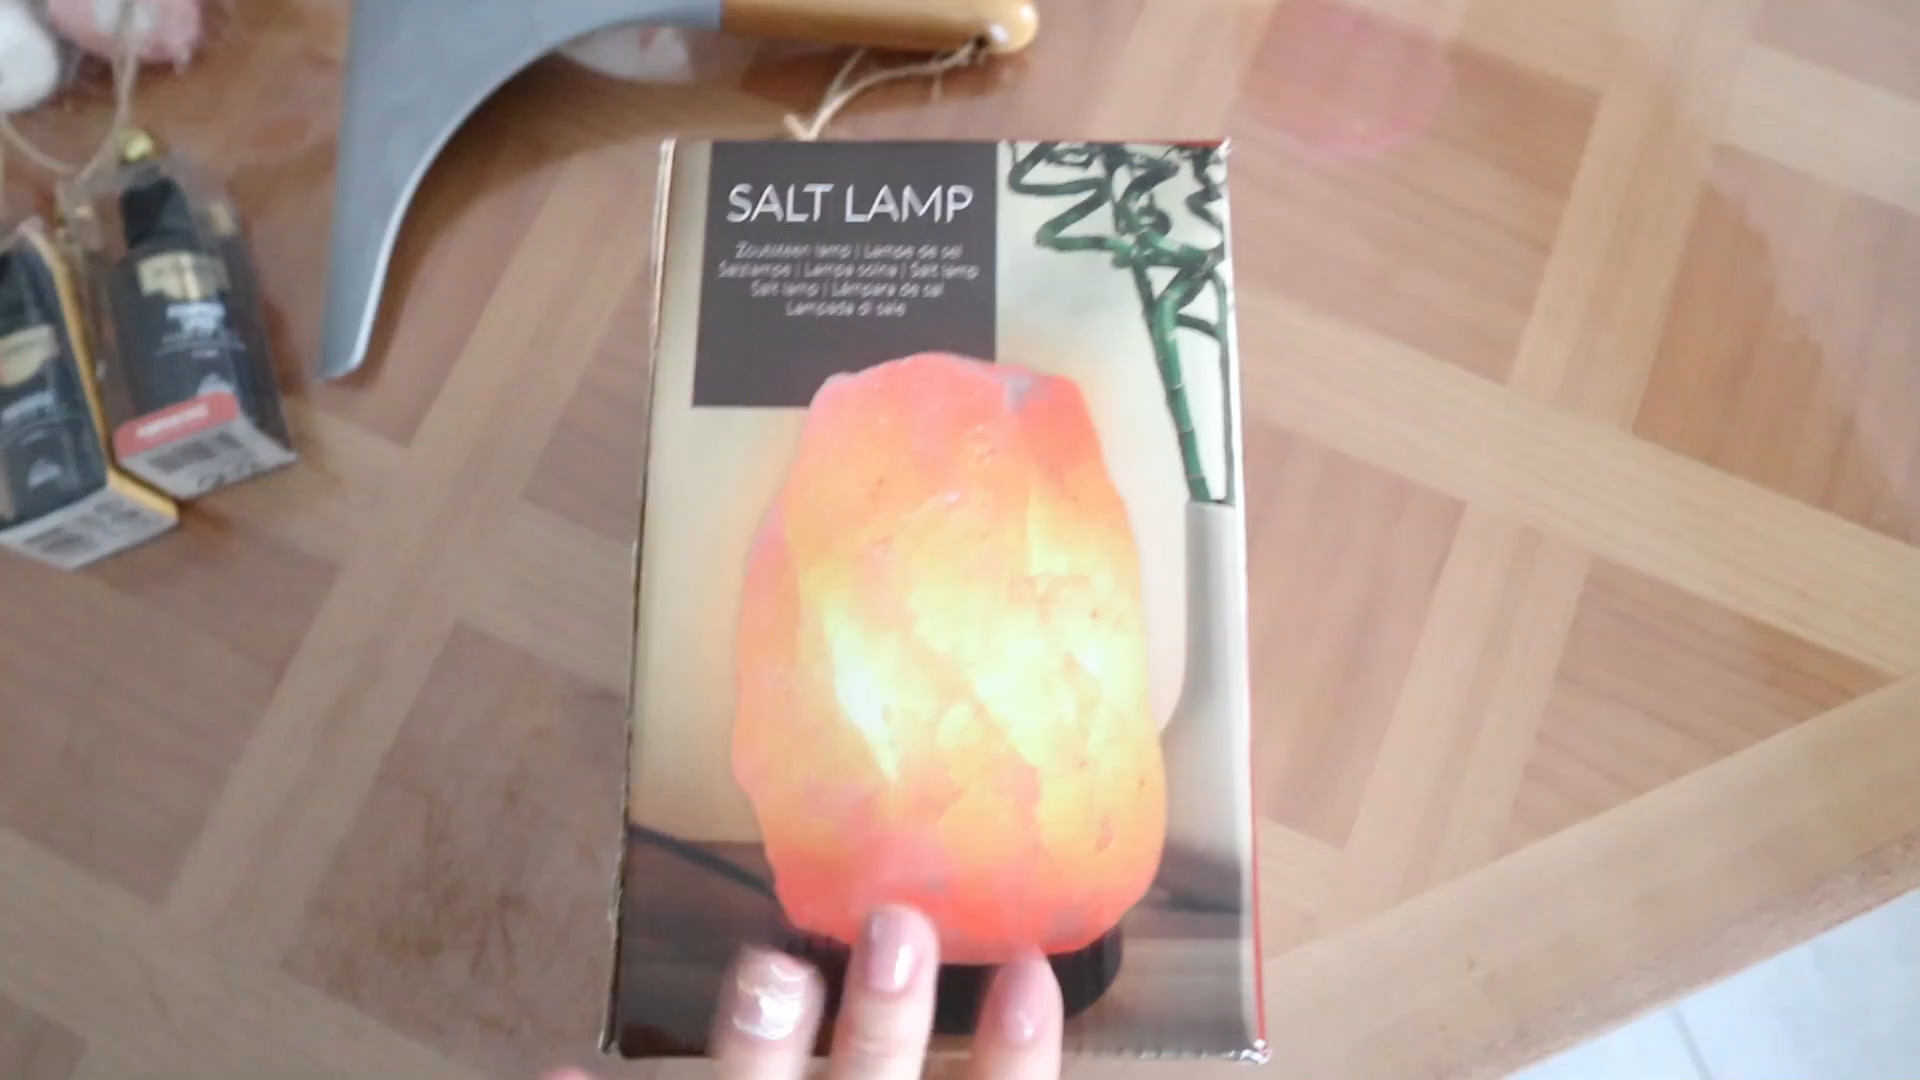 SALT LAMP
Zoutsteen lamp | Lampe de sel
Salzlampe | Lampa solna | Salt lamp
Salt lamp | Lámpara de sal
Lampada di sale